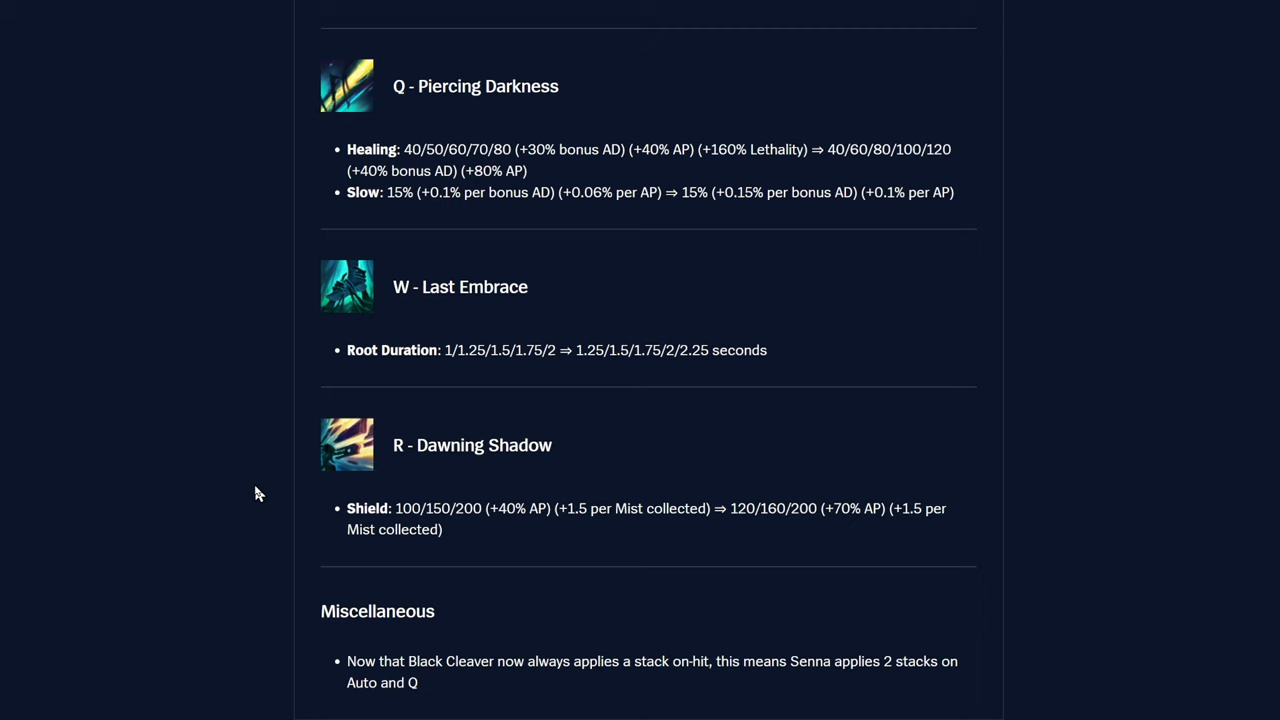 Q - Piercing Darkness
• Healing: 40/50/60/70/80 (+30% bonus AD) (+40% AP) (+160% Lethality) ⇒ 40/60/80/100/120
(+40% bonus AD) (+80% AP)
• Slow: 15% (+0.1% per bonus AD) (+0.06% per AP) ⇒ 15% (+0.15% per bonus AD) (+0.1% per AP)
W - Last Embrace
• Root Duration: 1/1.25/1.5/1.75/2 ⇒ 1.25/1.5/1.75/2/2.25 seconds
R - Dawning Shadow
• Shield: 100/150/200 (+40% AP) (+1.5 per Mist collected) ⇒ 120/160/200 (+70% AP) (+1.5 per
Mist collected)
Miscellaneous
• Now that Black Cleaver now always applies a stack on-hit, this means Senna applies 2 stacks on
Auto and Q